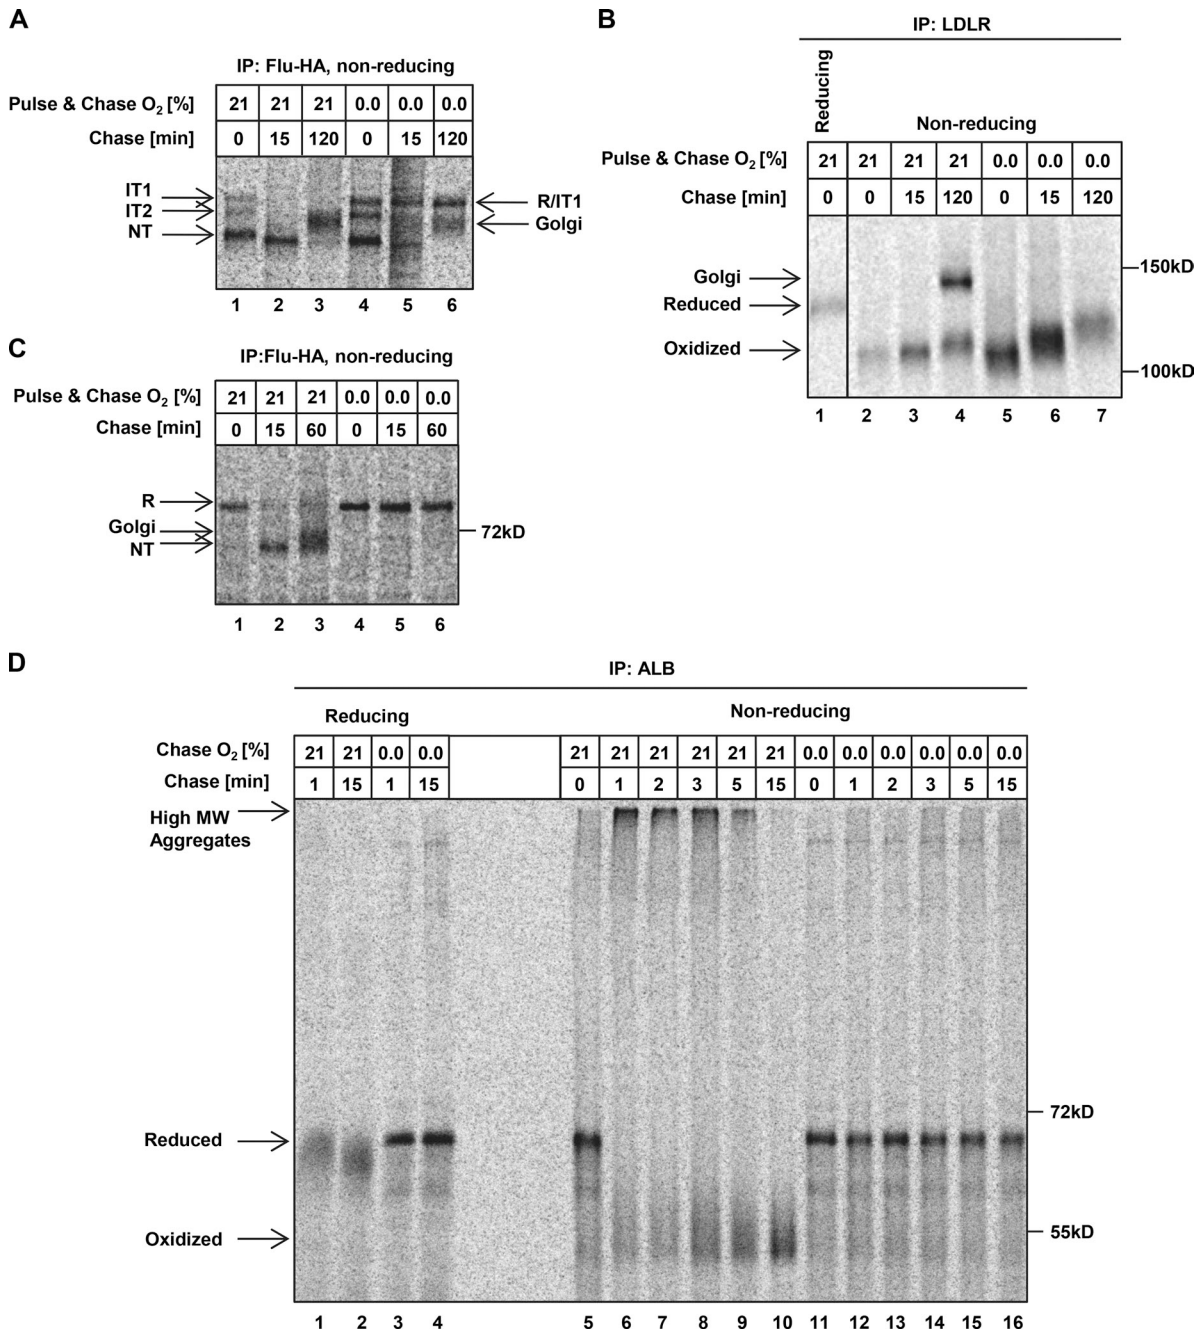 A
IP: Flu-HA, non-reducing
Pulse & Chase O2 [%] 21 21 21 0.0 0.0 0.0
Chase [min] 0 15 120 0 15 120
IT1
IT2
NT
R/IT1
Golgi
1 2 3 4 5 6
B
IP: LDLR
Reducing
Non-reducing
Pulse & Chase O2 [%] 21 21 21 21 0.0 0.0 0.0
Chase [min] 0 0 15 120 0 15 120
Golgi
Reduced
Oxidized
150kD
100kD
1 2 3 4 5 6 7
C
IP:Flu-HA, non-reducing
Pulse & Chase O2 [%] 21 21 21 0.0 0.0 0.0
Chase [min] 0 15 60 0 15 60
R
Golgi
NT
72kD
1 2 3 4 5 6
D
IP: ALB
Reducing
Non-reducing
Chase O2 [%] 21 21 0.0 0.0 21 21 21 21 21 21 0.0 0.0 0.0 0.0 0.0 0.0
Chase [min] 1 15 1 15 0 1 2 3 5 15 0 1 2 3 5 15
High MW
Aggregates
Reduced
Oxidized
72kD
55kD
1 2 3 4 5 6 7 8 9 10 11 12 13 14 15 16